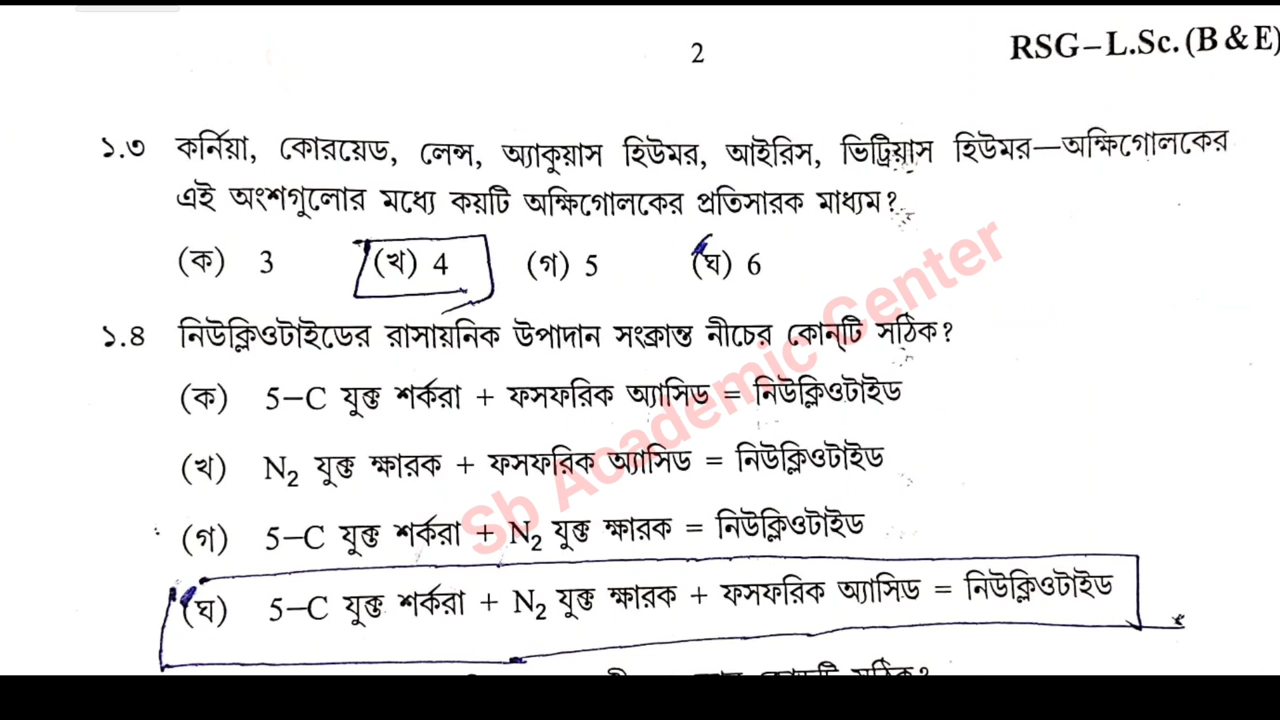 2
RSG–L.Sc.(B & E)
১.৩ কর্নিয়া, কোরয়েড, লেন্স, অ্যাকুয়াস হিউমর, আইরিস, ভিট্রিয়াস হিউমর—অক্ষিগোলকের
এই অংশগুলোর মধ্যে কয়টি অক্ষিগোলকের প্রতিসারক মাধ্যম?
(ক) 3 (খ) 4 (গ) 5 (ঘ) 6
১.৪ নিউক্লিওটাইডের রাসায়নিক উপাদান সংক্রান্ত নীচের কোন্‌টি সঠিক?
(ক) 5–C যুক্ত শর্করা + ফসফরিক অ্যাসিড = নিউক্লিওটাইড
(খ) N₂ যুক্ত ক্ষারক + ফসফরিক অ্যাসিড = নিউক্লিওটাইড
(গ) 5–C যুক্ত শর্করা + N₂ যুক্ত ক্ষারক = নিউক্লিওটাইড
(ঘ) 5–C যুক্ত শর্করা + N₂ যুক্ত ক্ষারক + ফসফরিক অ্যাসিড = নিউক্লিওটাইড
সঠিক?
Sb Academic Center